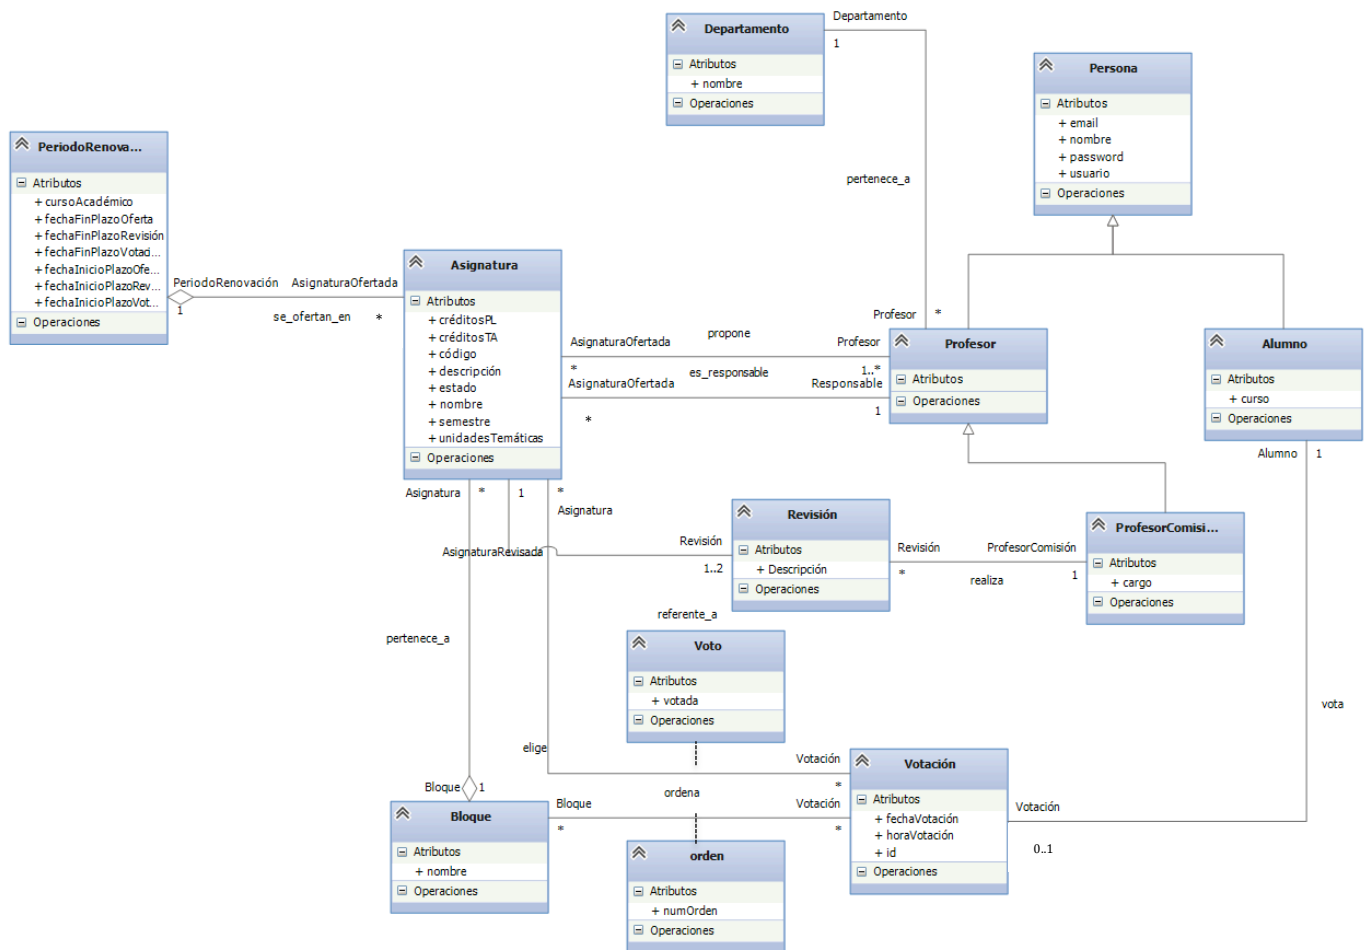 Departamento
Atributos
+ nombre
Operaciones
Departamento
1
pertenece_a
Profesor
*
Persona
Atributos
+ email
+ nombre
+ password
+ usuario
Operaciones
PeriodoRenova...
Atributos
+ cursoAcadémico
+ fechaFinPlazoOferta
+ fechaFinPlazoRevisión
+ fechaFinPlazoVotaci...
+ fechaInicioPlazoOfe...
+ fechaInicioPlazoRev...
+ fechaInicioPlazoVot...
Operaciones
PeriodoRenovación
AsignaturaOfertada
1
se_ofertan_en
*
Asignatura
Atributos
+ créditosPL
+ créditosTA
+ código
+ descripción
+ estado
+ nombre
+ semestre
+ unidadesTemáticas
Operaciones
propone
AsignaturaOfertada
Profesor
*
1..*
es_responsable
AsignaturaOfertada
Responsable
*
1
Profesor
Atributos
Operaciones
Alumno
Atributos
+ curso
Operaciones
Alumno
1
Asignatura
*
1
*
Asignatura
AsignaturaRevisada
Revisión
1..2
Revisión
Atributos
+ Descripción
Operaciones
Revisión
ProfesorComisión
*
realiza
1
ProfesorComisi...
Atributos
+ cargo
Operaciones
referente_a
pertenece_a
Voto
Atributos
+ votada
Operaciones
vota
elige
Votación
*
Votación
Atributos
+ fechaVotación
+ horaVotación
+ id
Operaciones
Votación
0..1
Bloque
1
ordena
Bloque
Votación
*
*
Bloque
Atributos
+ nombre
Operaciones
orden
Atributos
+ numOrden
Operaciones